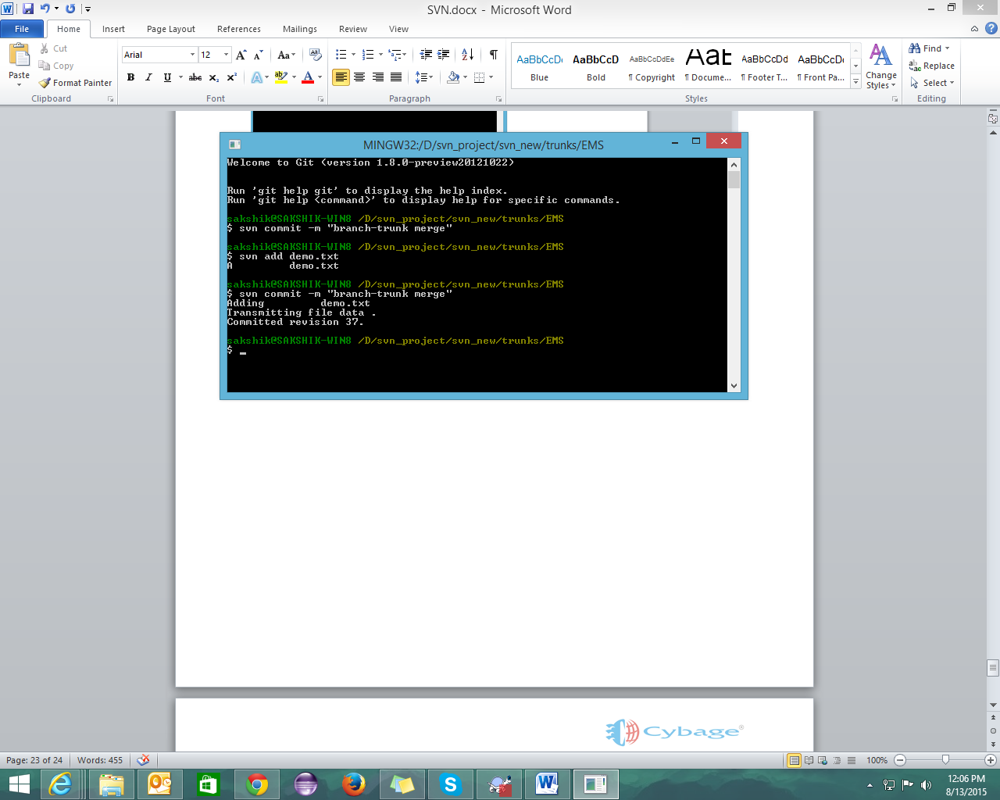 SVN.docx - Microsoft Word
File Home Insert Page Layout References Mailings Review View
Paste
Cut
Copy
Format Painter
Clipboard
Arial 12
Font
Paragraph
AaBbCcDc AaBbCcD AaBbCcDdEe AaB AaBbCcDd AaBbCcDc
Blue Bold ¶ Copyright ¶ Docume... ¶ Footer T... ¶ Front Pa...
Change Styles
Styles
Find
Replace
Select
Editing
MINGW32:/D/svn_project/svn_new/trunks/EMS
Welcome to Git (version 1.8.0-preview20121022)
Run 'git help git' to display the help index.
Run 'git help <command>' to display help for specific commands.
sakshik@SAKSHIK-WIN8 /D/svn_project/svn_new/trunks/EMS
$ svn commit -m "branch-trunk merge"
sakshik@SAKSHIK-WIN8 /D/svn_project/svn_new/trunks/EMS
$ svn add demo.txt
A         demo.txt
sakshik@SAKSHIK-WIN8 /D/svn_project/svn_new/trunks/EMS
$ svn commit -m "branch-trunk merge"
Adding         demo.txt
Transmitting file data .
Committed revision 37.
sakshik@SAKSHIK-WIN8 /D/svn_project/svn_new/trunks/EMS
$
Cybage®
Page: 23 of 24 Words: 455 100%
12:06 PM
8/13/2015